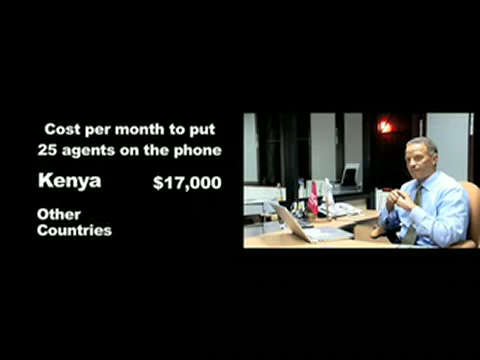 Cost per month to put
25 agents on the phone
Kenya $17,000
Other
Countries